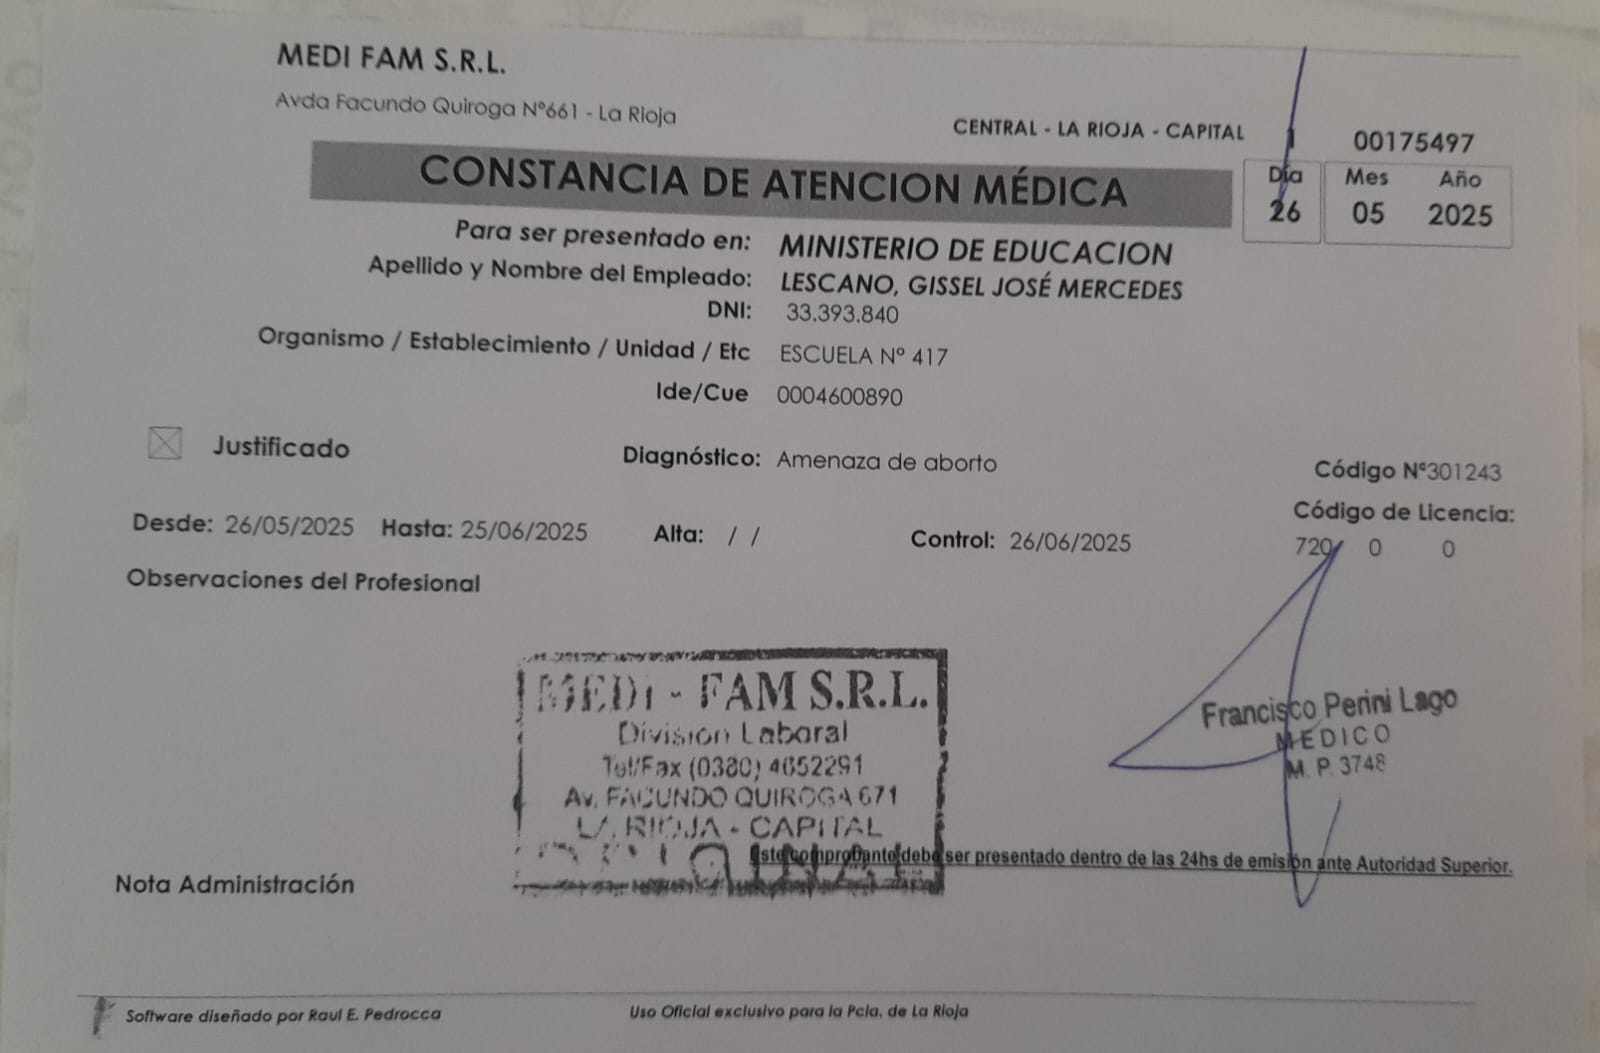 MEDI FAM S.R.L.
Avda Facundo Quiroga Nº661 - La Rioja
CENTRAL - LA RIOJA - CAPITAL
00175497
CONSTANCIA DE ATENCION MÉDICA
Día Mes Año
26 05 2025
Para ser presentado en: MINISTERIO DE EDUCACION
Apellido y Nombre del Empleado: LESCANO, GISSEL JOSÉ MERCEDES
DNI: 33.393.840
Organismo / Establecimiento / Unidad / Etc ESCUELA Nº 417
Ide/Cue 0004600890
Justificado Diagnóstico: Amenaza de aborto
Código Nº301243
Código de Licencia:
Desde: 26/05/2025 Hasta: 25/06/2025 Alta: / / Control: 26/06/2025 720 0 0
Observaciones del Profesional
MEDI - FAM S.R.L.
Division Laboral
Tel/Fax (0380) 4652291
Av. FACUNDO QUIROGA 671
LA RIOJA - CAPITAL
ORIGINAL
Francisco Perini Lago
MEDICO
M. P. 3748
Este comprobante debe ser presentado dentro de las 24hs de emisión ante Autoridad Superior.
Nota Administración
Software diseñado por Raul E. Pedrocca
Uso Oficial exclusivo para la Pcia. de La Rioja